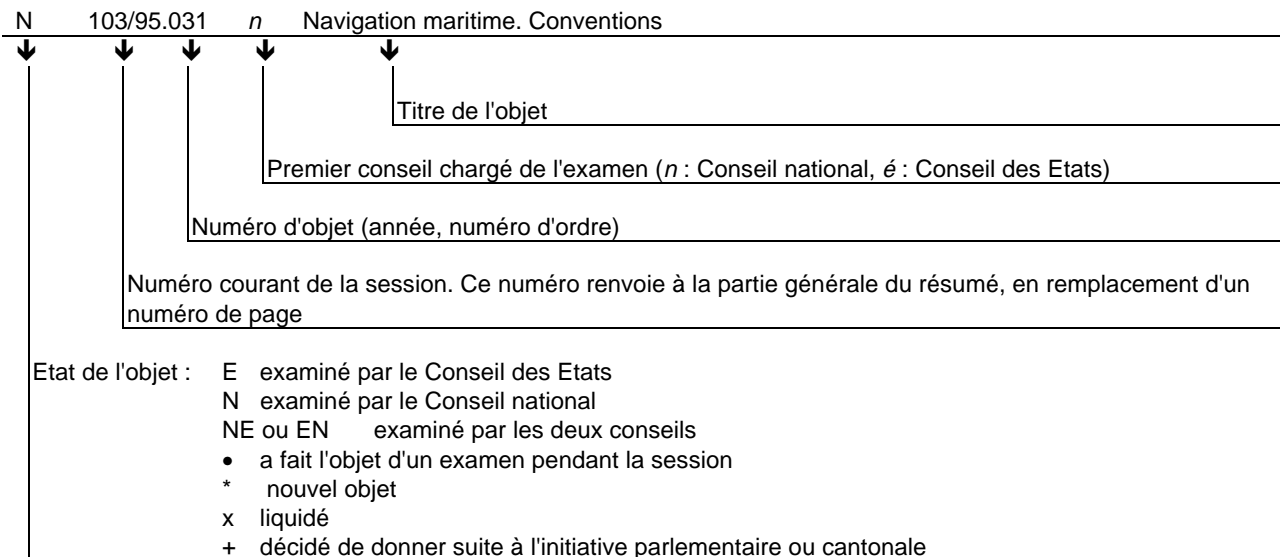 N 103/95.031 n Navigation maritime. Conventions
Titre de l'objet
Premier conseil chargé de l'examen (n : Conseil national, é : Conseil des Etats)
Numéro d'objet (année, numéro d'ordre)
Numéro courant de la session. Ce numéro renvoie à la partie générale du résumé, en remplacement d'un
numéro de page
Etat de l'objet : E examiné par le Conseil des Etats
N examiné par le Conseil national
NE ou EN examiné par les deux conseils
• a fait l'objet d'un examen pendant la session
* nouvel objet
x liquidé
+ décidé de donner suite à l'initiative parlementaire ou cantonale